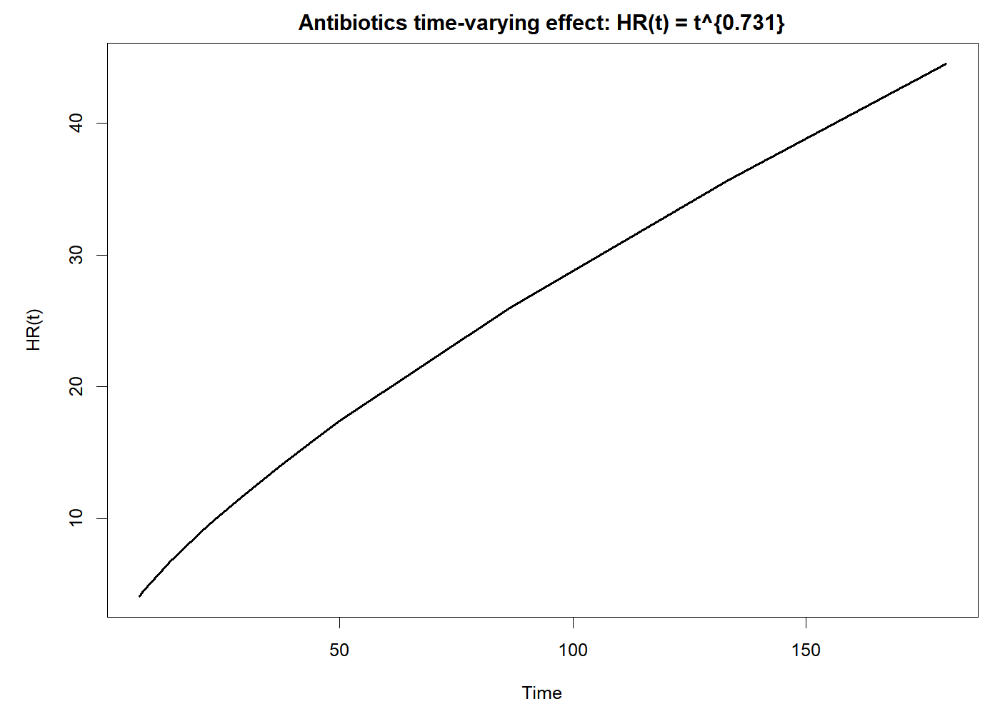 Antibiotics time-varying effect: HR(t) = t^{0.731}
40
30
20
10
HR(t)
50
100
150
Time